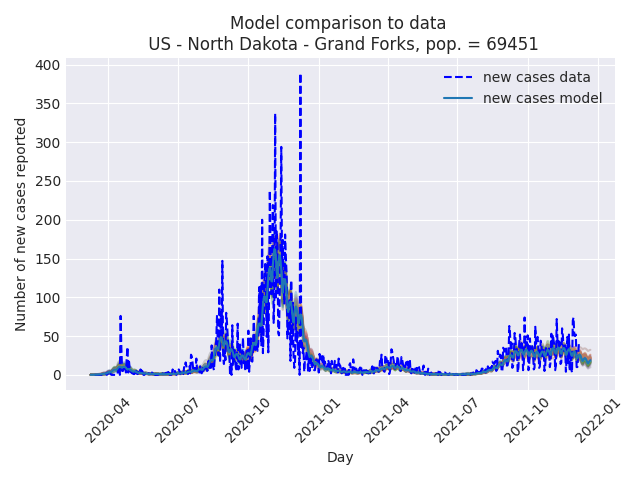 Model comparison to data
US - North Dakota - Grand Forks, pop. = 69451
new cases data
new cases model
Number of new cases reported
400
350
300
250
200
150
100
50
0
2020-04
2020-07
2020-10
2021-01
2021-04
2021-07
2021-10
2022-01
Day